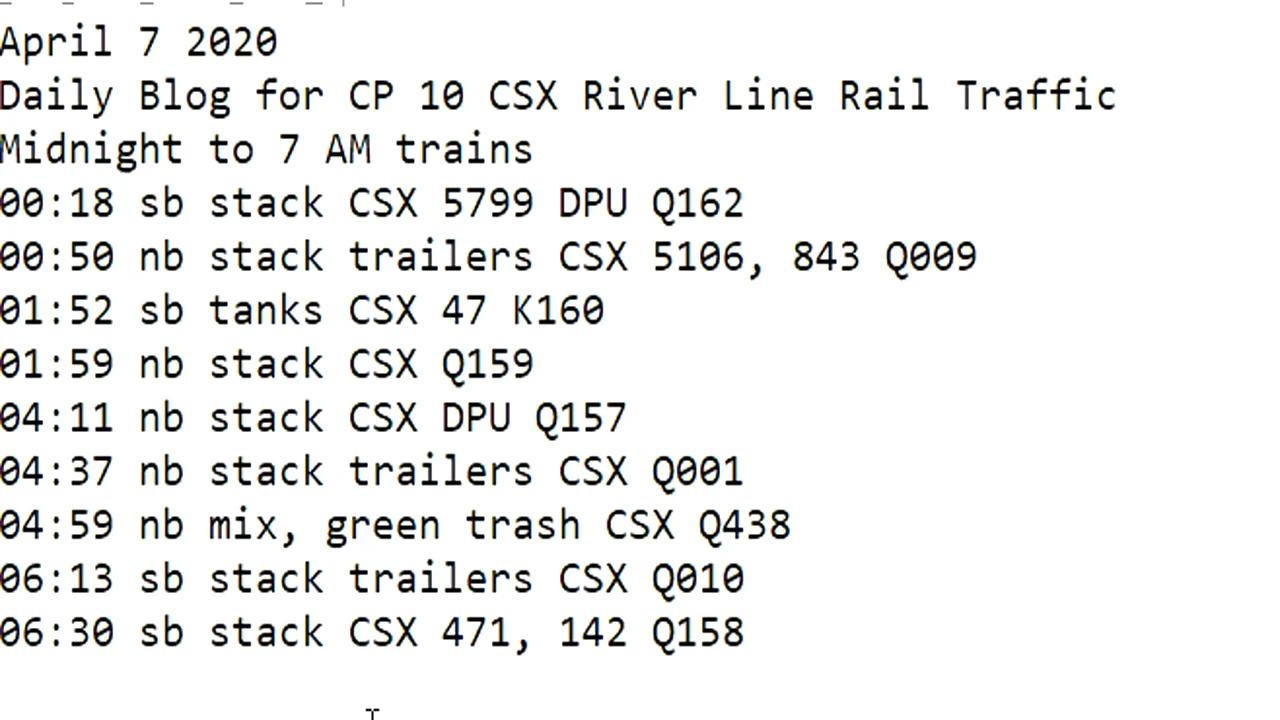 April 7 2020
Daily Blog for CP 10 CSX River Line Rail Traffic
Midnight to 7 AM trains
00:18 sb stack CSX 5799 DPU Q162
00:50 nb stack trailers CSX 5106, 843 Q009
01:52 sb tanks CSX 47 K160
01:59 nb stack CSX Q159
04:11 nb stack CSX DPU Q157
04:37 nb stack trailers CSX Q001
04:59 nb mix, green trash CSX Q438
06:13 sb stack trailers CSX Q010
06:30 sb stack CSX 471, 142 Q158